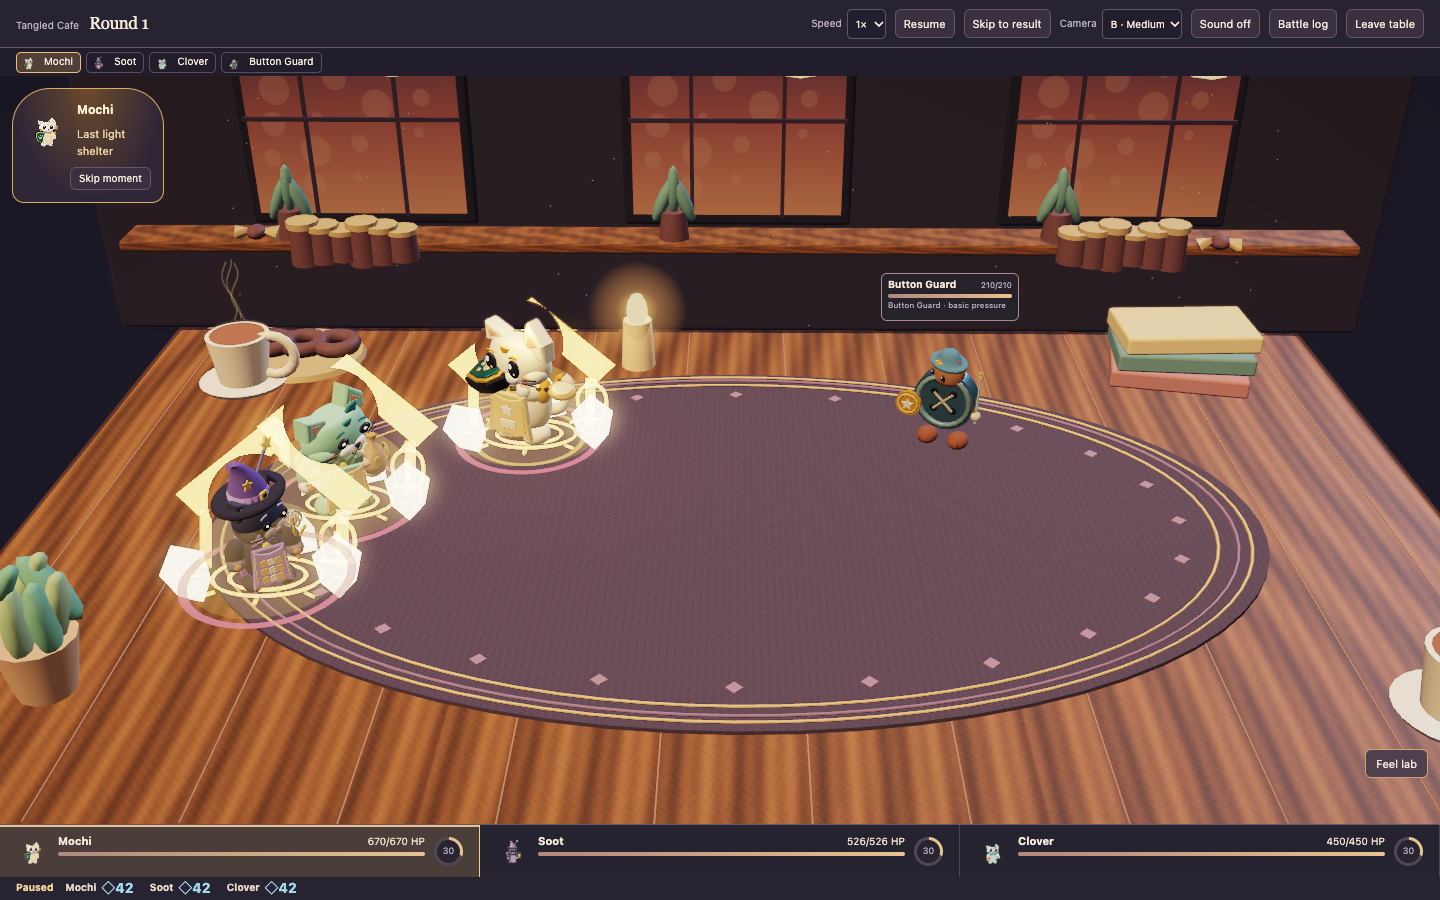 Tangled Cafe Round 1
Speed 1x Resume Skip to result Camera B · Medium Sound off Battle log Leave table
Mochi Soot Clover Button Guard
Mochi
Last light
shelter
Skip moment
Button Guard 210/210
Button Guard · basic pressure
Feel lab
Mochi 670/670 HP 30
Soot 526/526 HP 30
Clover 450/450 HP 30
Paused Mochi ◇42 Soot ◇42 Clover ◇42